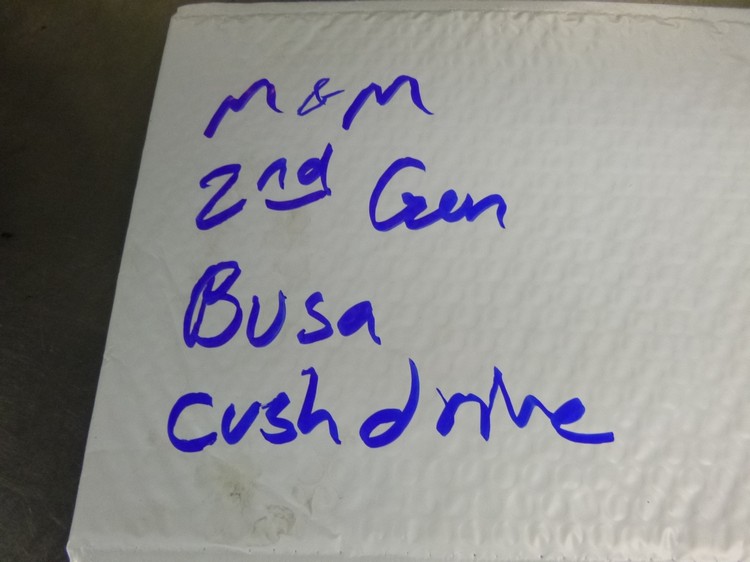 M & M
2nd Gen
Busa
cush drive